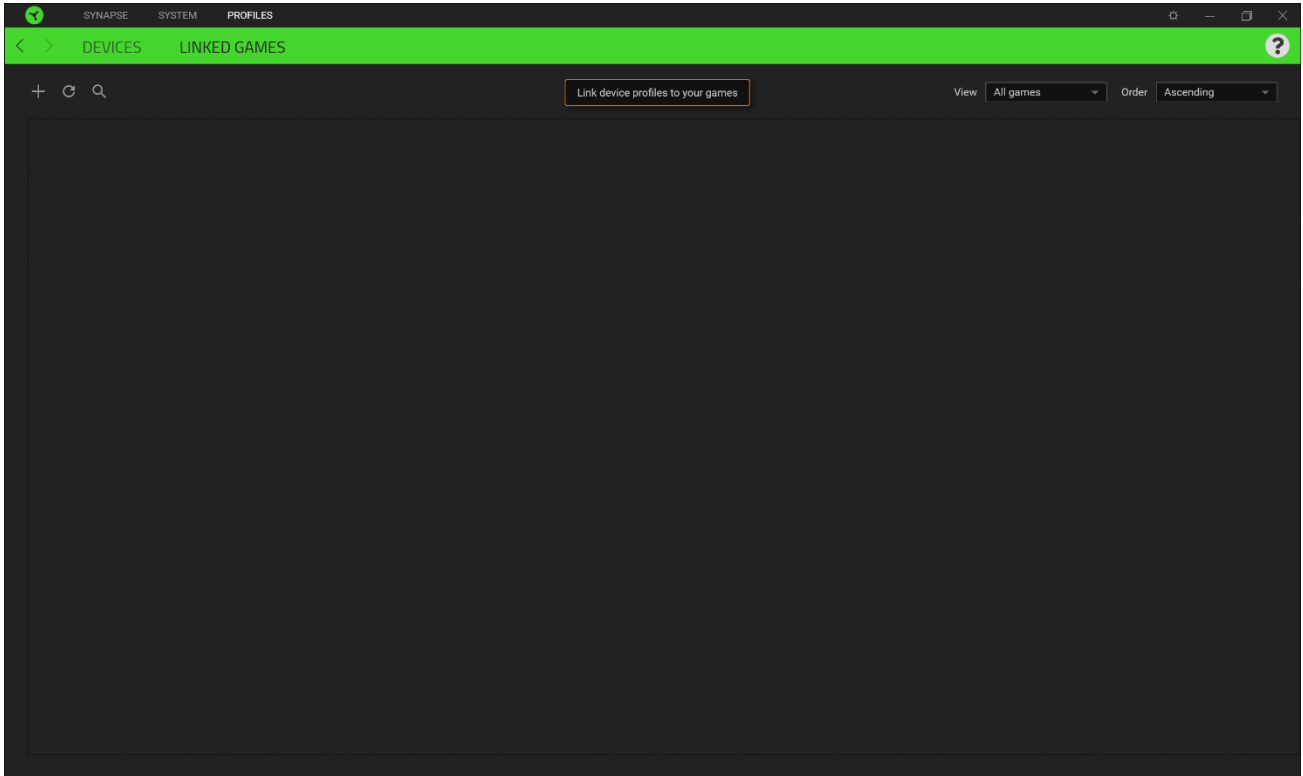 SYNAPSE SYSTEM PROFILES
DEVICES LINKED GAMES ?
Link device profiles to your games View All games Order Ascending